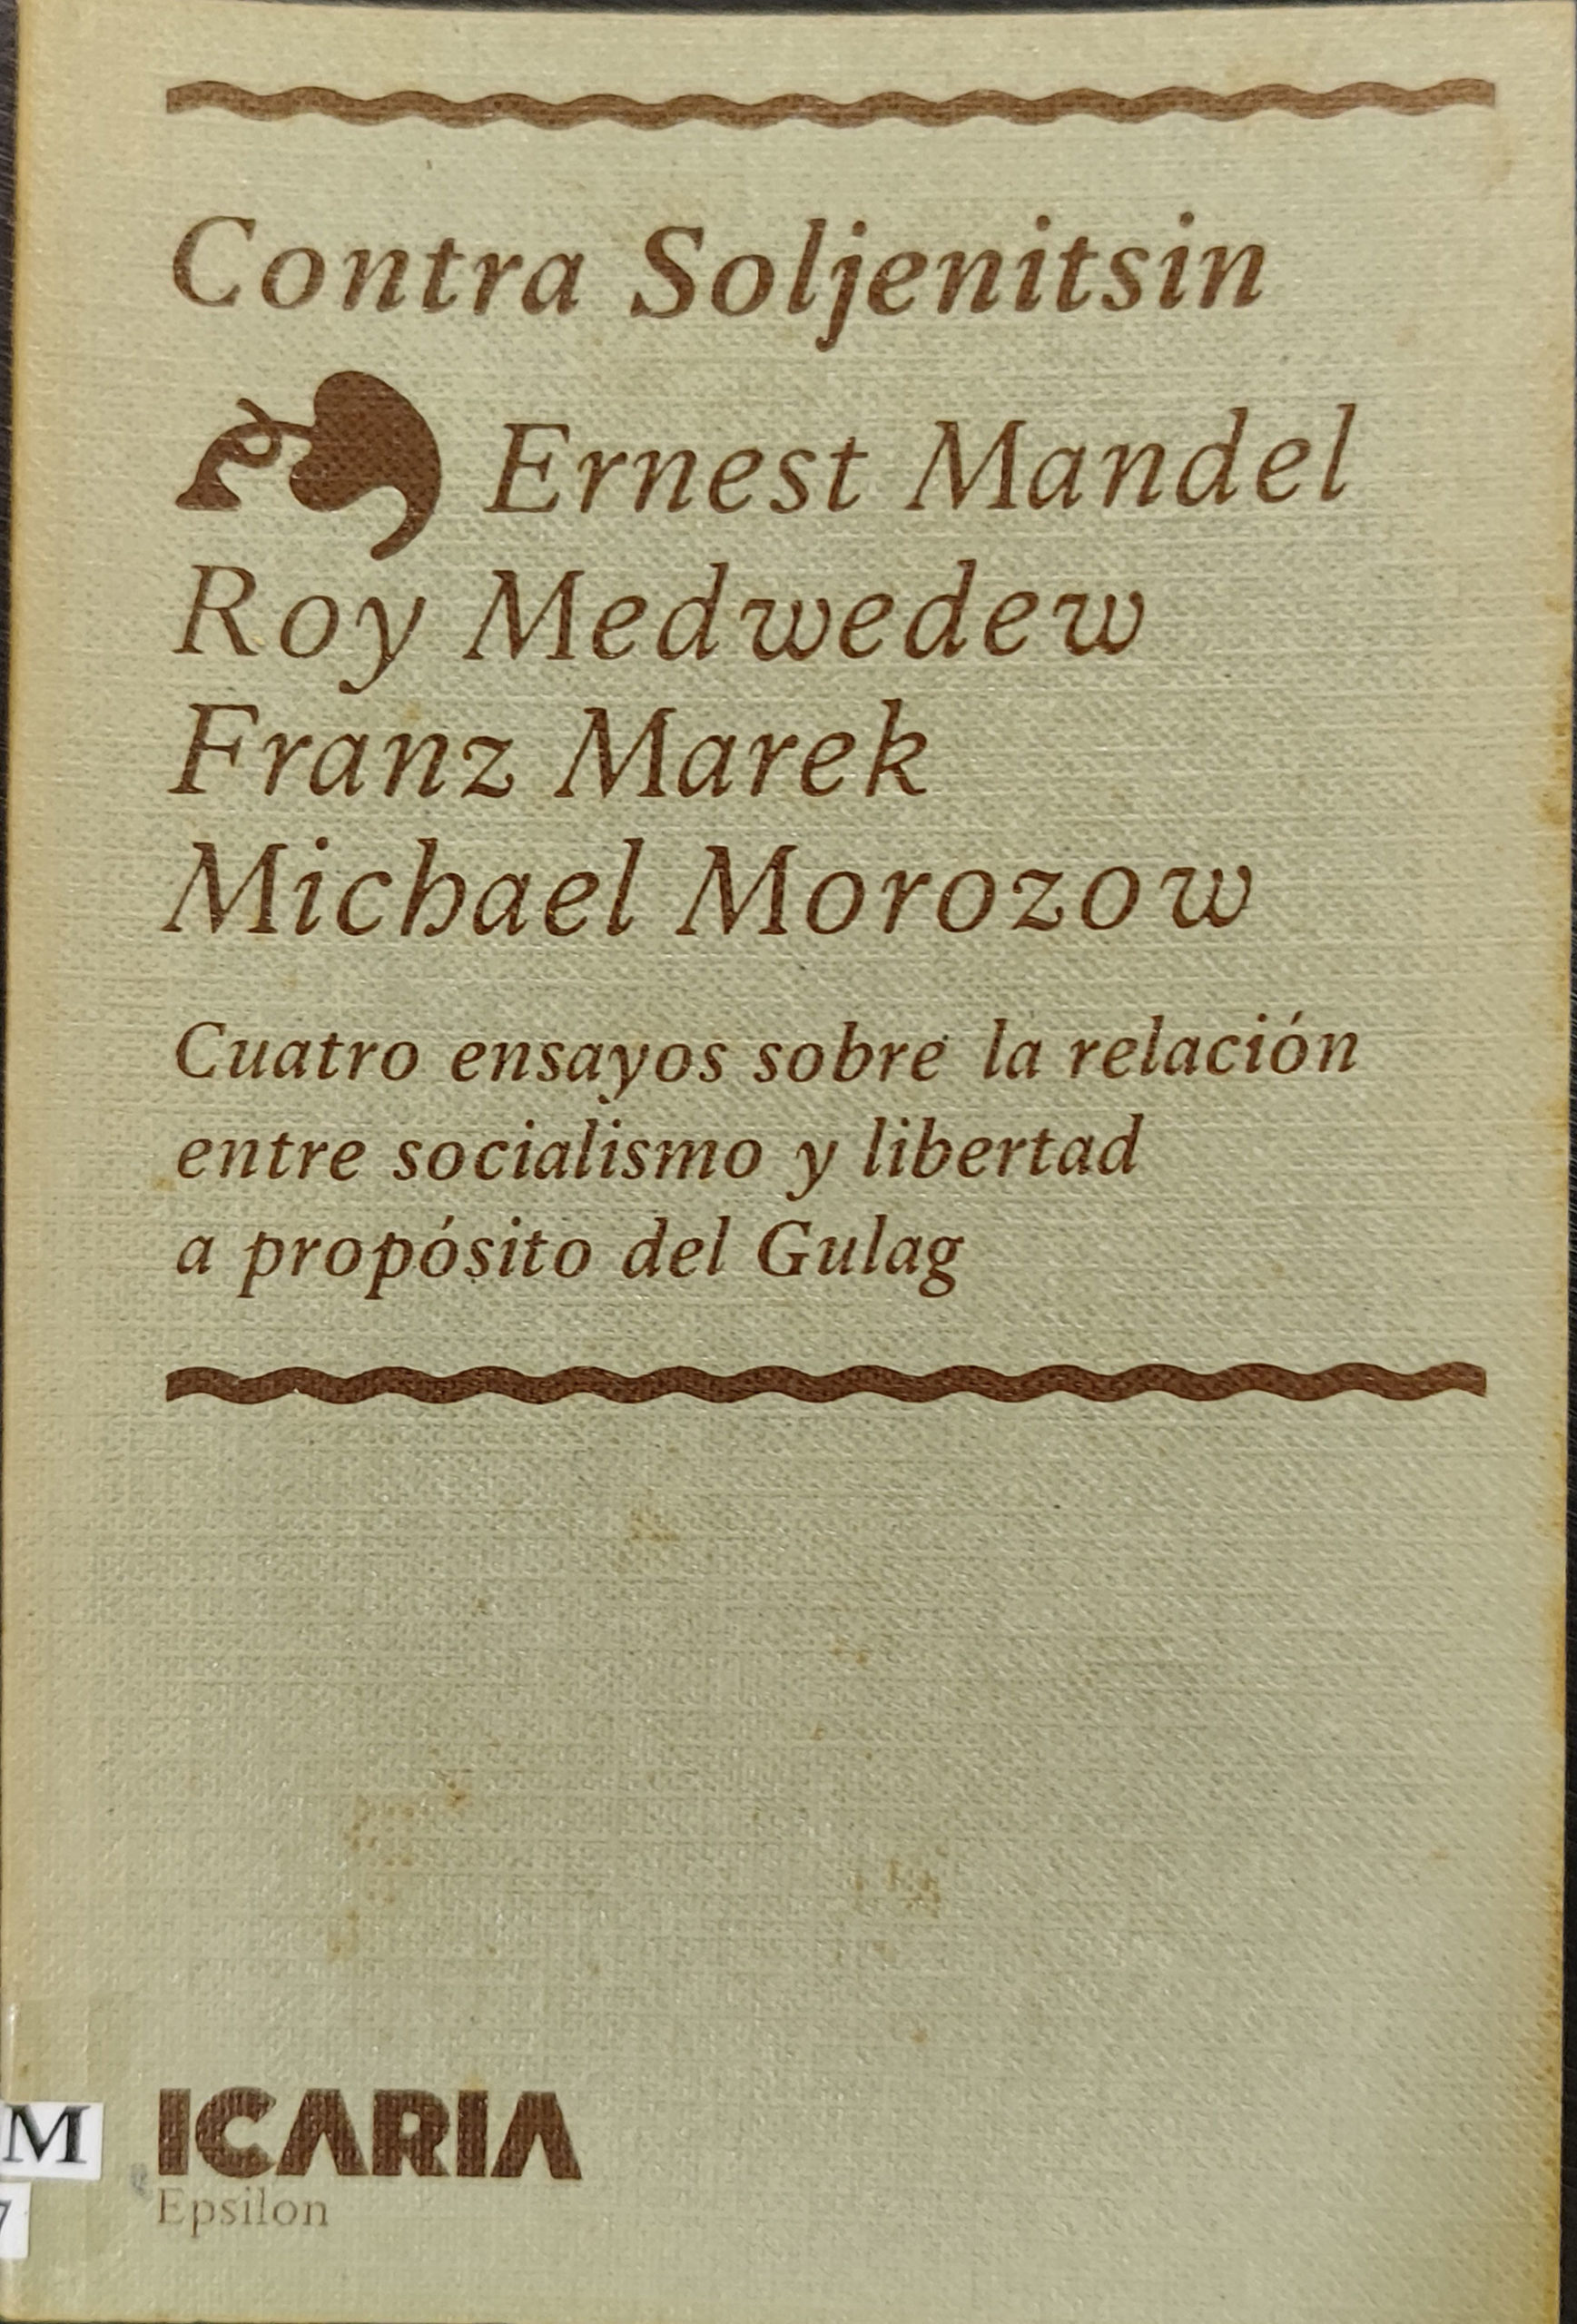 Contra Soljenitsin
Ernest Mandel
Roy Medwedew
Franz Marek
Michael Morozow
Cuatro ensayos sobre la relación
entre socialismo y libertad
a propósito del Gulag
M
7
ICARIA
Epsilon